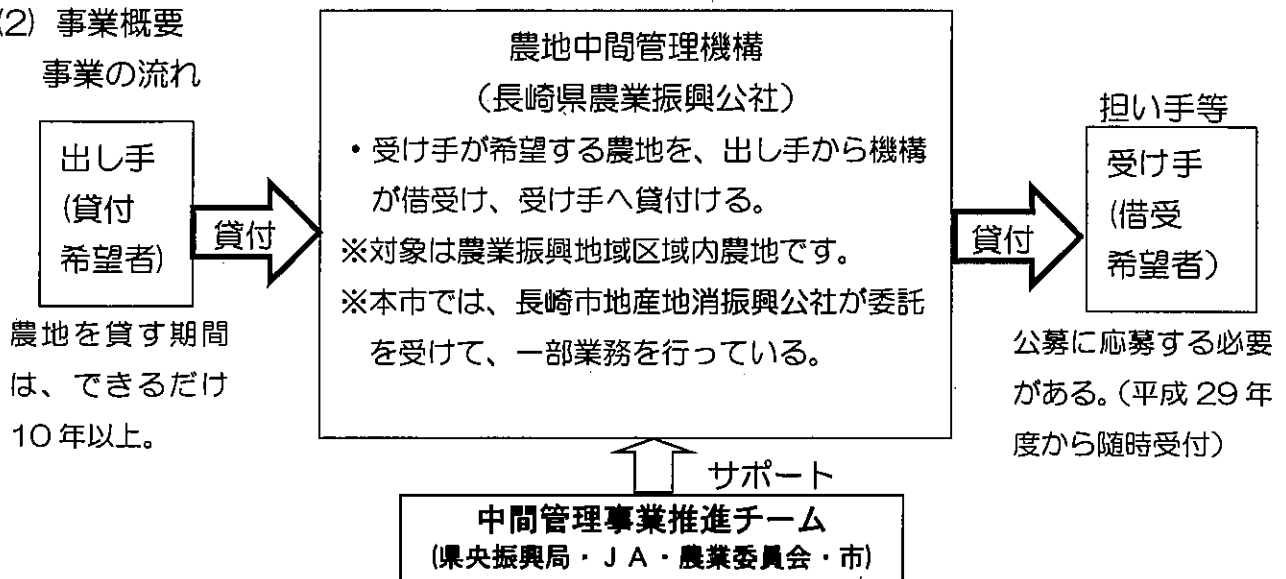 (2) 事業概要
事業の流れ
出し手
(貸付
希望者)
貸付
農地を貸す期間
は、できるだけ
10年以上。
農地中間管理機構
（長崎県農業振興公社）
・受け手が希望する農地を、出し手から機構
が借受け、受け手へ貸付ける。
※対象は農業振興地域区域内農地です。
※本市では、長崎市地産地消振興公社が委託
を受けて、一部業務を行っている。
貸付
担い手等
受け手
(借受
希望者)
公募に応募する必要
がある。（平成29年
度から随時受付）
サポート
中間管理事業推進チーム
(県央振興局・ＪＡ・農業委員会・市)